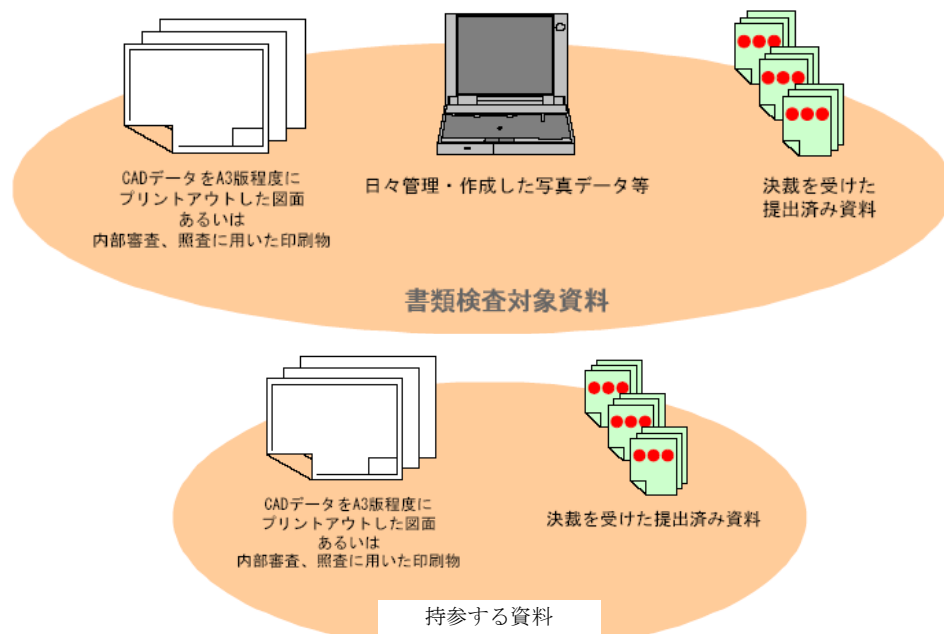 CADデータをA3版程度に
プリントアウトした図面
あるいは
内部審査、照査に用いた印刷物
日々管理・作成した写真データ等
決裁を受けた
提出済み資料
書類検査対象資料
CADデータをA3版程度に
プリントアウトした図面
あるいは
内部審査、照査に用いた印刷物
決裁を受けた提出済み資料
持参する資料